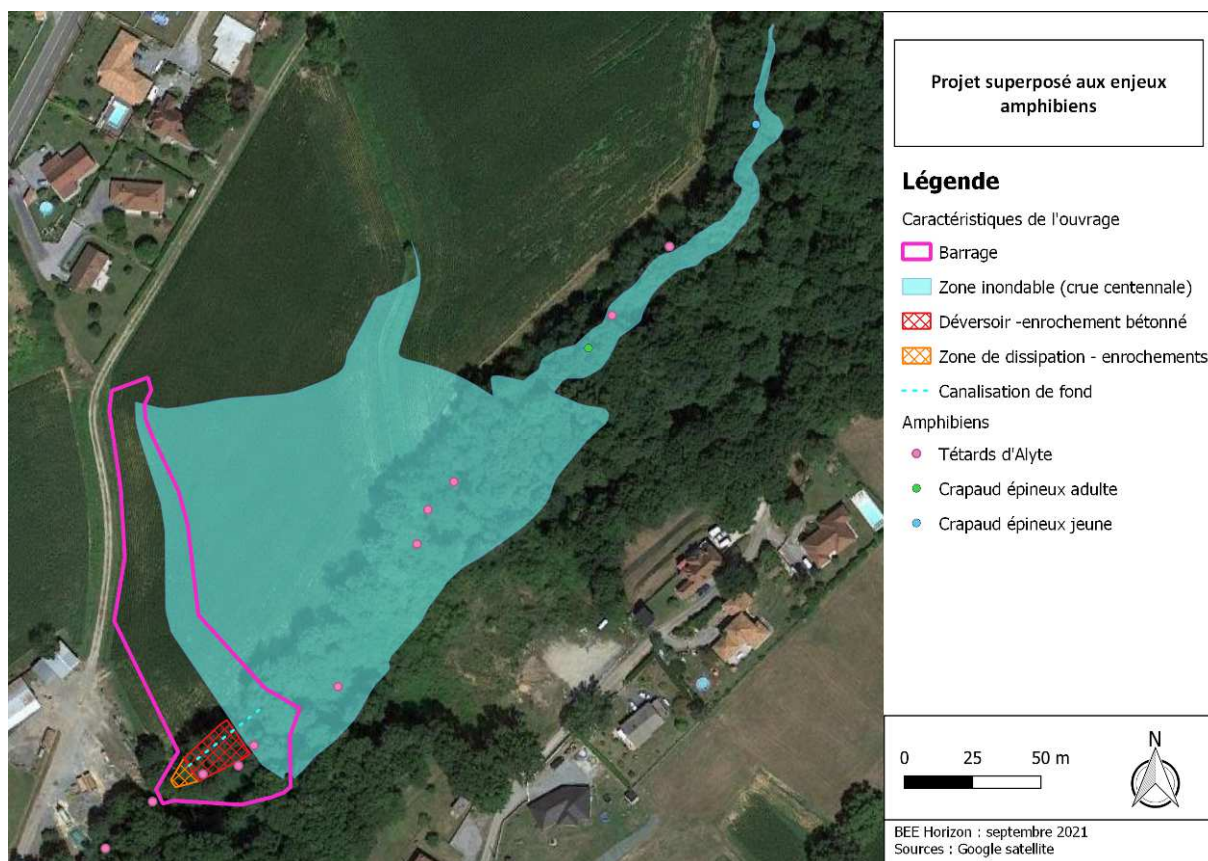 Projet superposé aux enjeux
amphibiens
Légende
Caractéristiques de l'ouvrage
Barrage
Zone inondable (crue centennale)
Déversoir -enrochement bétonné
Zone de dissipation - enrochements
Canalisation de fond
Amphibiens
Tétards d'Alyte
Crapaud épineux adulte
Crapaud épineux jeune
0 25 50 m
N
BEE Horizon : septembre 2021
Sources : Google satellite